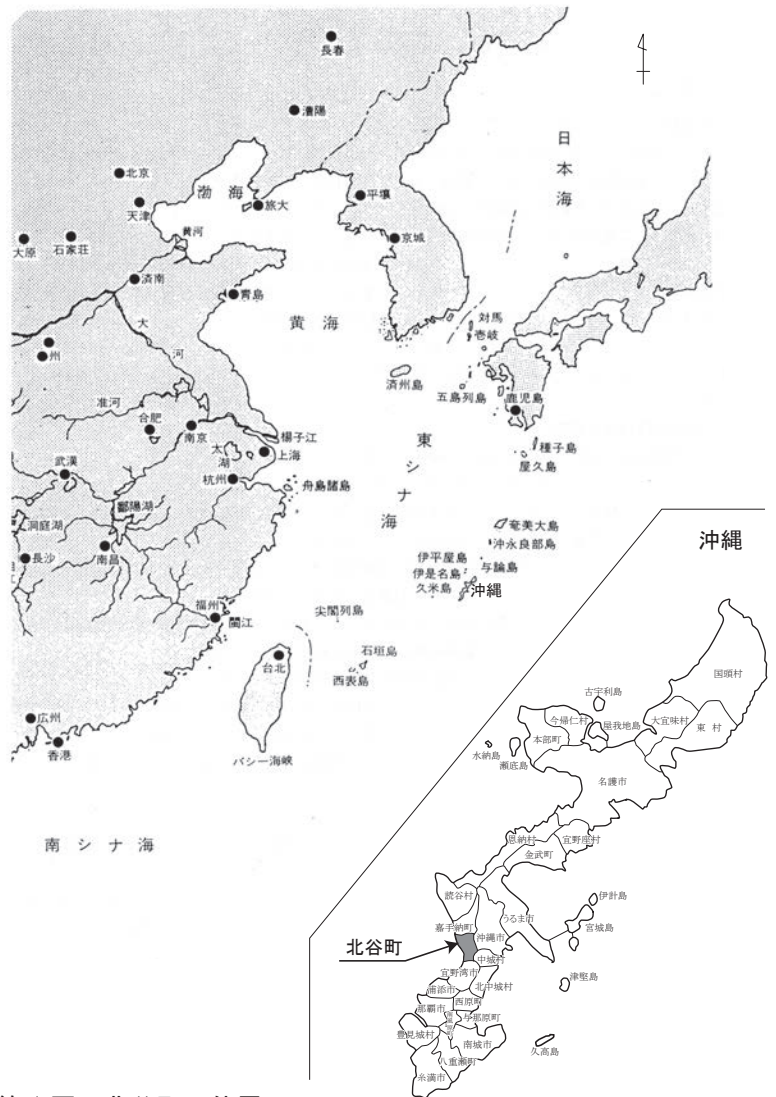 長春
瀋陽
日本海
北京
渤海
天津
旅大
平壌
黄河
京城
大原
石家荘
済南
青島
黄海
対馬
壱岐
大
河
州
済州島
五島列島
鹿児島
淮河
合肥
南京
揚子江
太湖
上海
東シナ海
種子島
屋久島
武漢
杭州
舟島諸島
鄱陽湖
洞庭湖
奄美大島
沖永良部島
長沙
南昌
伊平屋島
与論島
伊是名島
久米島
沖縄
福州
閩江
尖閣列島
石垣島
台北
西表島
広州
香港
バシー海峡
南シナ海
沖縄
国頭村
古宇利島
今帰仁村
屋我地島
大宜味村
東村
本部町
水納島
瀬底島
名護市
恩納村
宜野座村
金武町
読谷村
伊計島
うるま市
宮城島
嘉手納町
北谷町
沖縄市
中城村
宜野湾市
津堅島
北中城村
浦添市
西原町
那覇市
与那原町
豊見城村
南城市
久高島
八重瀬町
糸満市